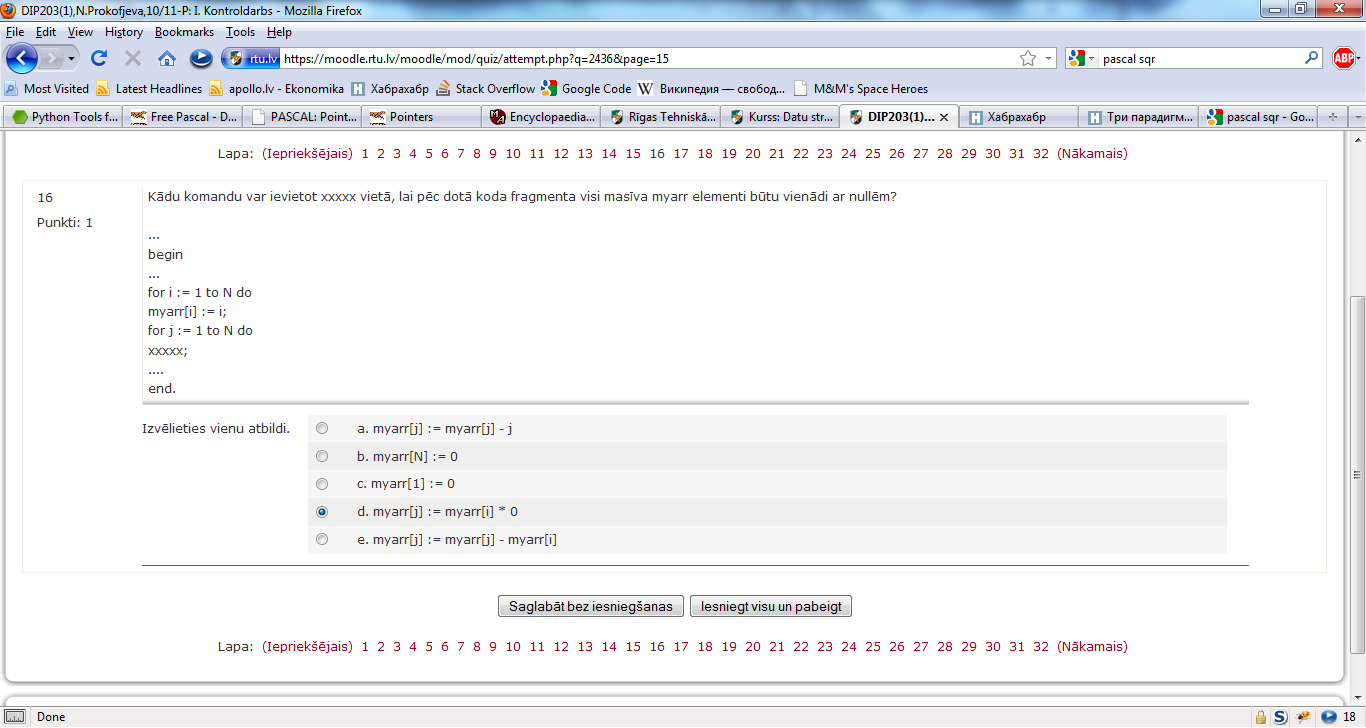 DIP203(1),N.Prokofjeva,10/11-P: I. Kontroldarbs - Mozilla Firefox
File Edit View History Bookmarks Tools Help
rtu.lv https://moodle.rtu.lv/moodle/mod/quiz/attempt.php?q=2436&page=15 pascal sqr ABP
Most Visited Latest Headlines apollo.lv - Ekonomika Хабрахабр Stack Overflow Google Code Википедия — свобод... M&M's Space Heroes
Python Tools f... Free Pascal - D... PASCAL: Point... Pointers Encyclopaedia... Rīgas Tehniskā... Kurss: Datu str... DIP203(1)... Хабрахабр Три парадигм... pascal sqr - Go...
Lapa: (Iepriekšējais) 1 2 3 4 5 6 7 8 9 10 11 12 13 14 15 16 17 18 19 20 21 22 23 24 25 26 27 28 29 30 31 32 (Nākamais)
16
Punkti: 1
Kādu komandu var ievietot xxxxx vietā, lai pēc dotā koda fragmenta visi masīva myarr elementi būtu vienādi ar nullēm?
...
begin
...
for i := 1 to N do
myarr[i] := i;
for j := 1 to N do
xxxxx;
....
end.
Izvēlieties vienu atbildi.
a. myarr[j] := myarr[j] - j
b. myarr[N] := 0
c. myarr[1] := 0
d. myarr[j] := myarr[i] * 0
e. myarr[j] := myarr[j] - myarr[i]
Saglabāt bez iesniegšanas Iesniegt visu un pabeigt
Lapa: (Iepriekšējais) 1 2 3 4 5 6 7 8 9 10 11 12 13 14 15 16 17 18 19 20 21 22 23 24 25 26 27 28 29 30 31 32 (Nākamais)
Done 18